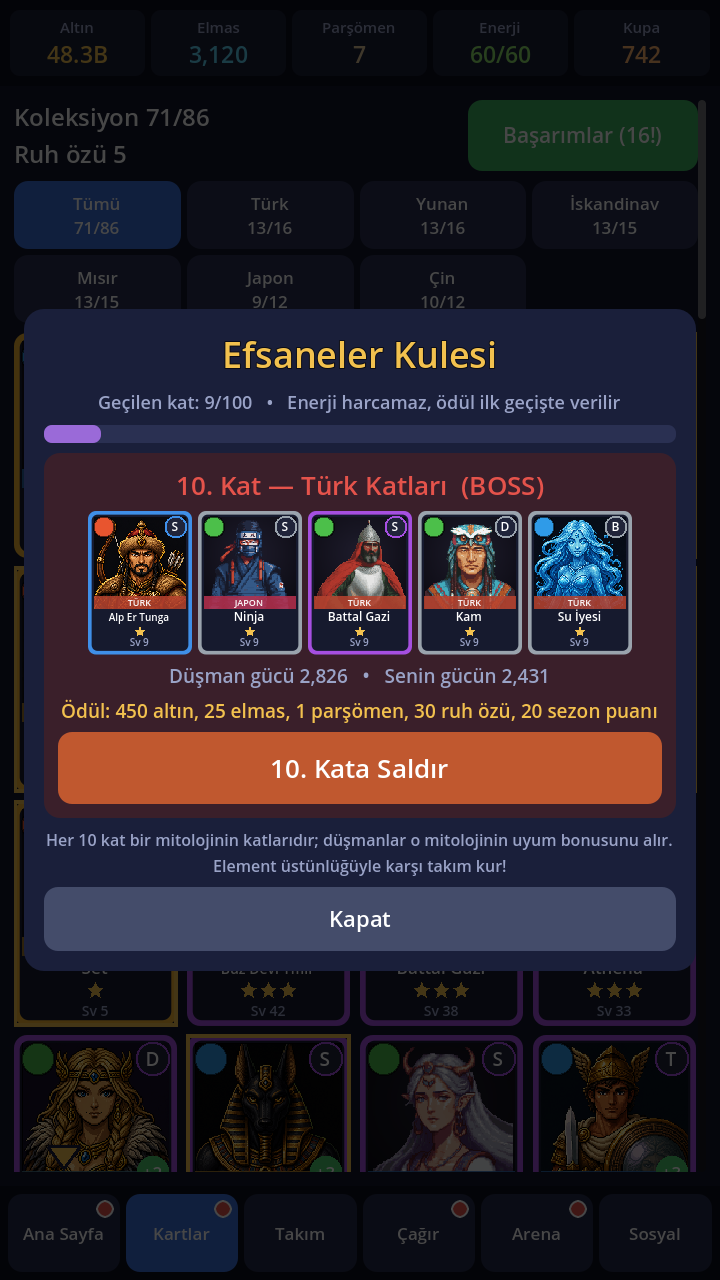 Altın Elmas Parşömen Enerji Kupa
48.3B 3,120 7 60/60 742
Koleksiyon 71/86
Ruh özü 5
Başarımlar (16!)
Tümü Türk Yunan İskandinav
71/86 13/16 13/16 13/15
Mısır Japon Çin
13/15 9/12 10/12
Efsaneler Kulesi
Geçilen kat: 9/100 • Enerji harcamaz, ödül ilk geçişte verilir
10. Kat — Türk Katları (BOSS)
S S S D B
TÜRK JAPON TÜRK TÜRK TÜRK
Alp Er Tunga Ninja Battal Gazi Kam Su İyesi
Sv 9 Sv 9 Sv 9 Sv 9 Sv 9
Düşman gücü 2,826 • Senin gücün 2,431
Ödül: 450 altın, 25 elmas, 1 parşömen, 30 ruh özü, 20 sezon puanı
10. Kata Saldır
Her 10 kat bir mitolojinin katlarıdır; düşmanlar o mitolojinin uyum bonusunu alır.
Element üstünlüğüyle karşı takım kur!
Kapat
Sv 5 Sv 42 Sv 38 Sv 33
D S S T
Ana Sayfa Kartlar Takım Çağır Arena Sosyal